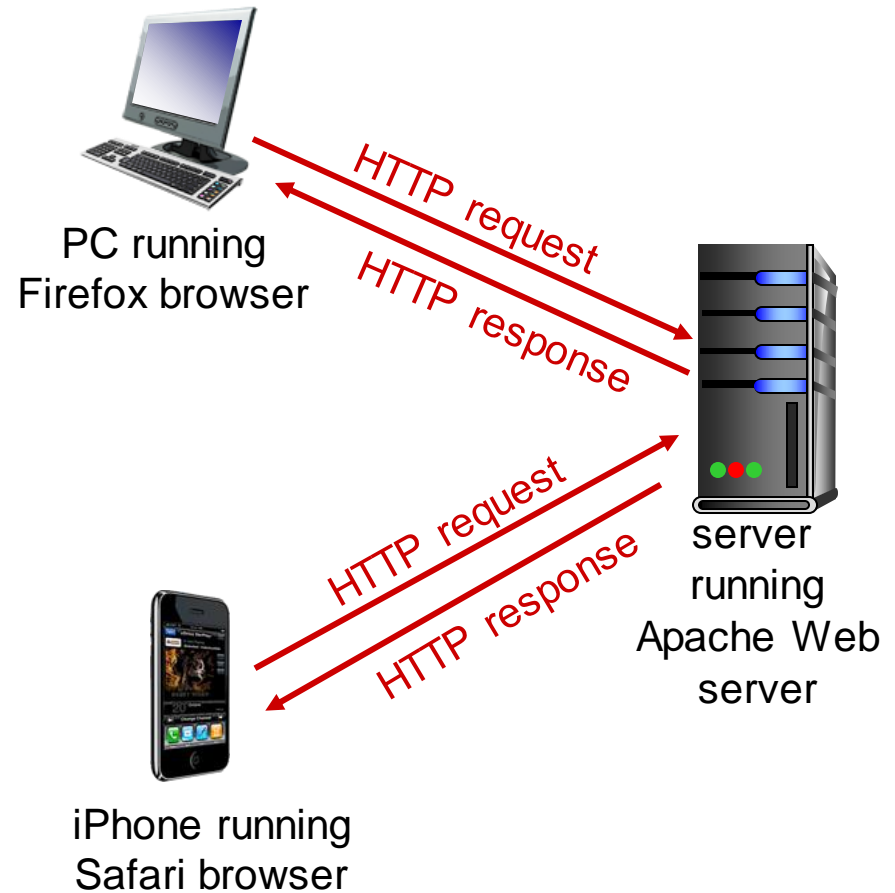 HTTP request
HTTP response
PC running
Firefox browser
HTTP request
HTTP response
server
running
Apache Web
server
iPhone running
Safari browser